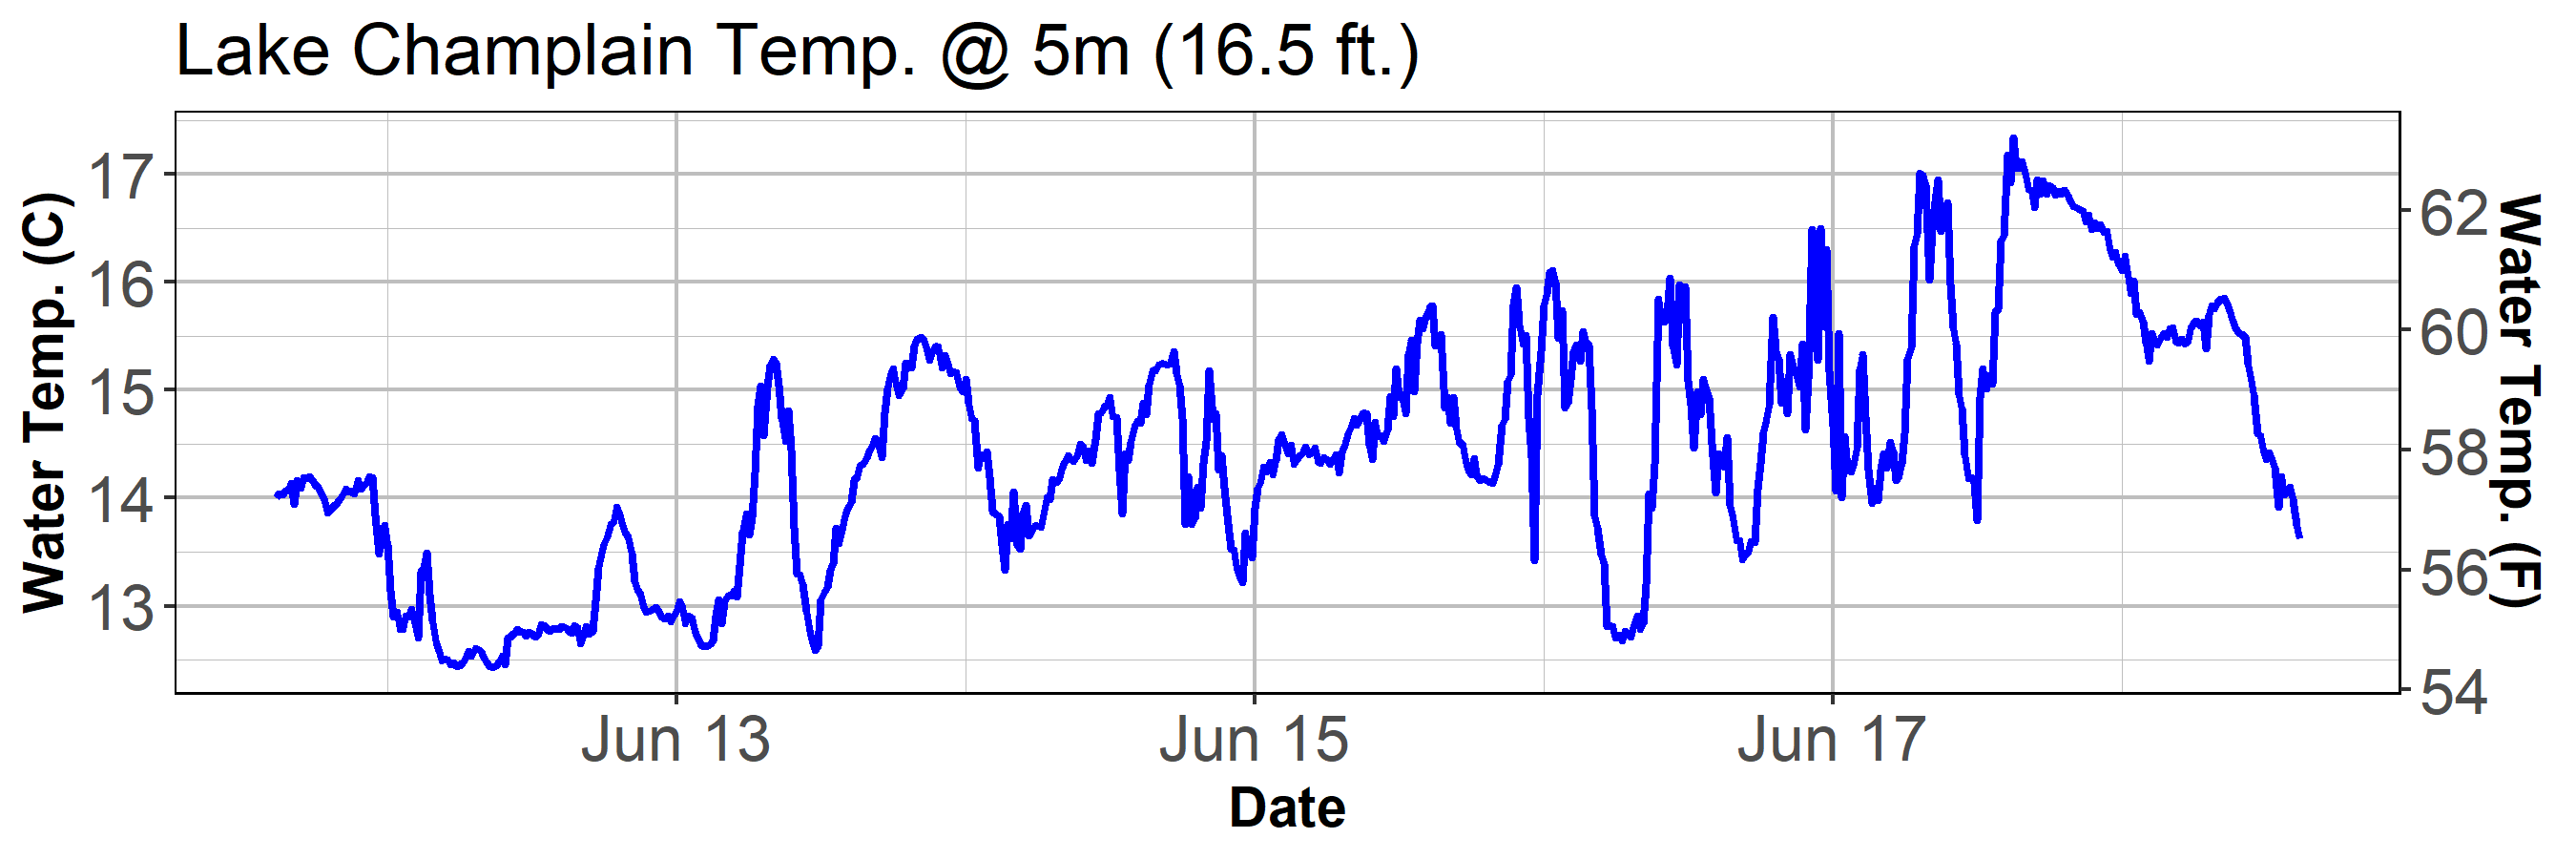 Lake Champlain Temp. @ 5m (16.5 ft.)
Water Temp. (C)
17
16
15
14
13
62
60
58
56
54
Water Temp. (F)
Jun 13
Jun 15
Jun 17
Date